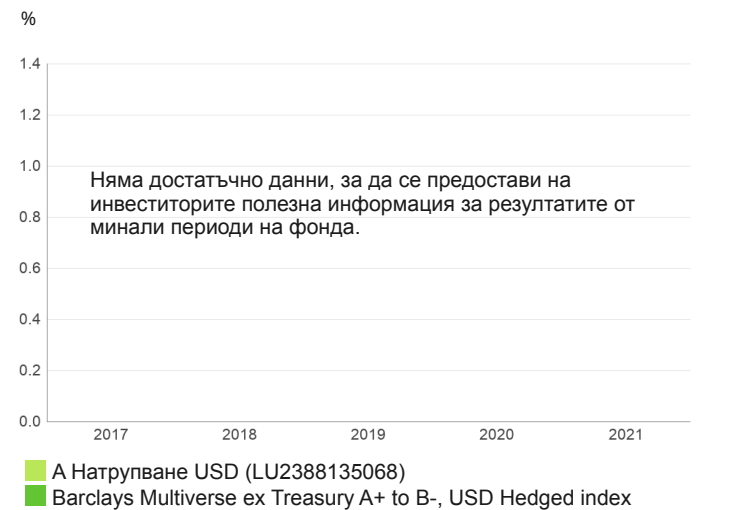 %
1.4
1.2
1.0
Няма достатъчно данни, за да се предостави на
инвеститорите полезна информация за резултатите от
0.8
минали периоди на фонда.
0.6
0.4
0.2
0.0
2017 2018 2019 2020 2021
А Натрупване USD (LU2388135068)
Barclays Multiverse ex Treasury A+ to B-, USD Hedged index